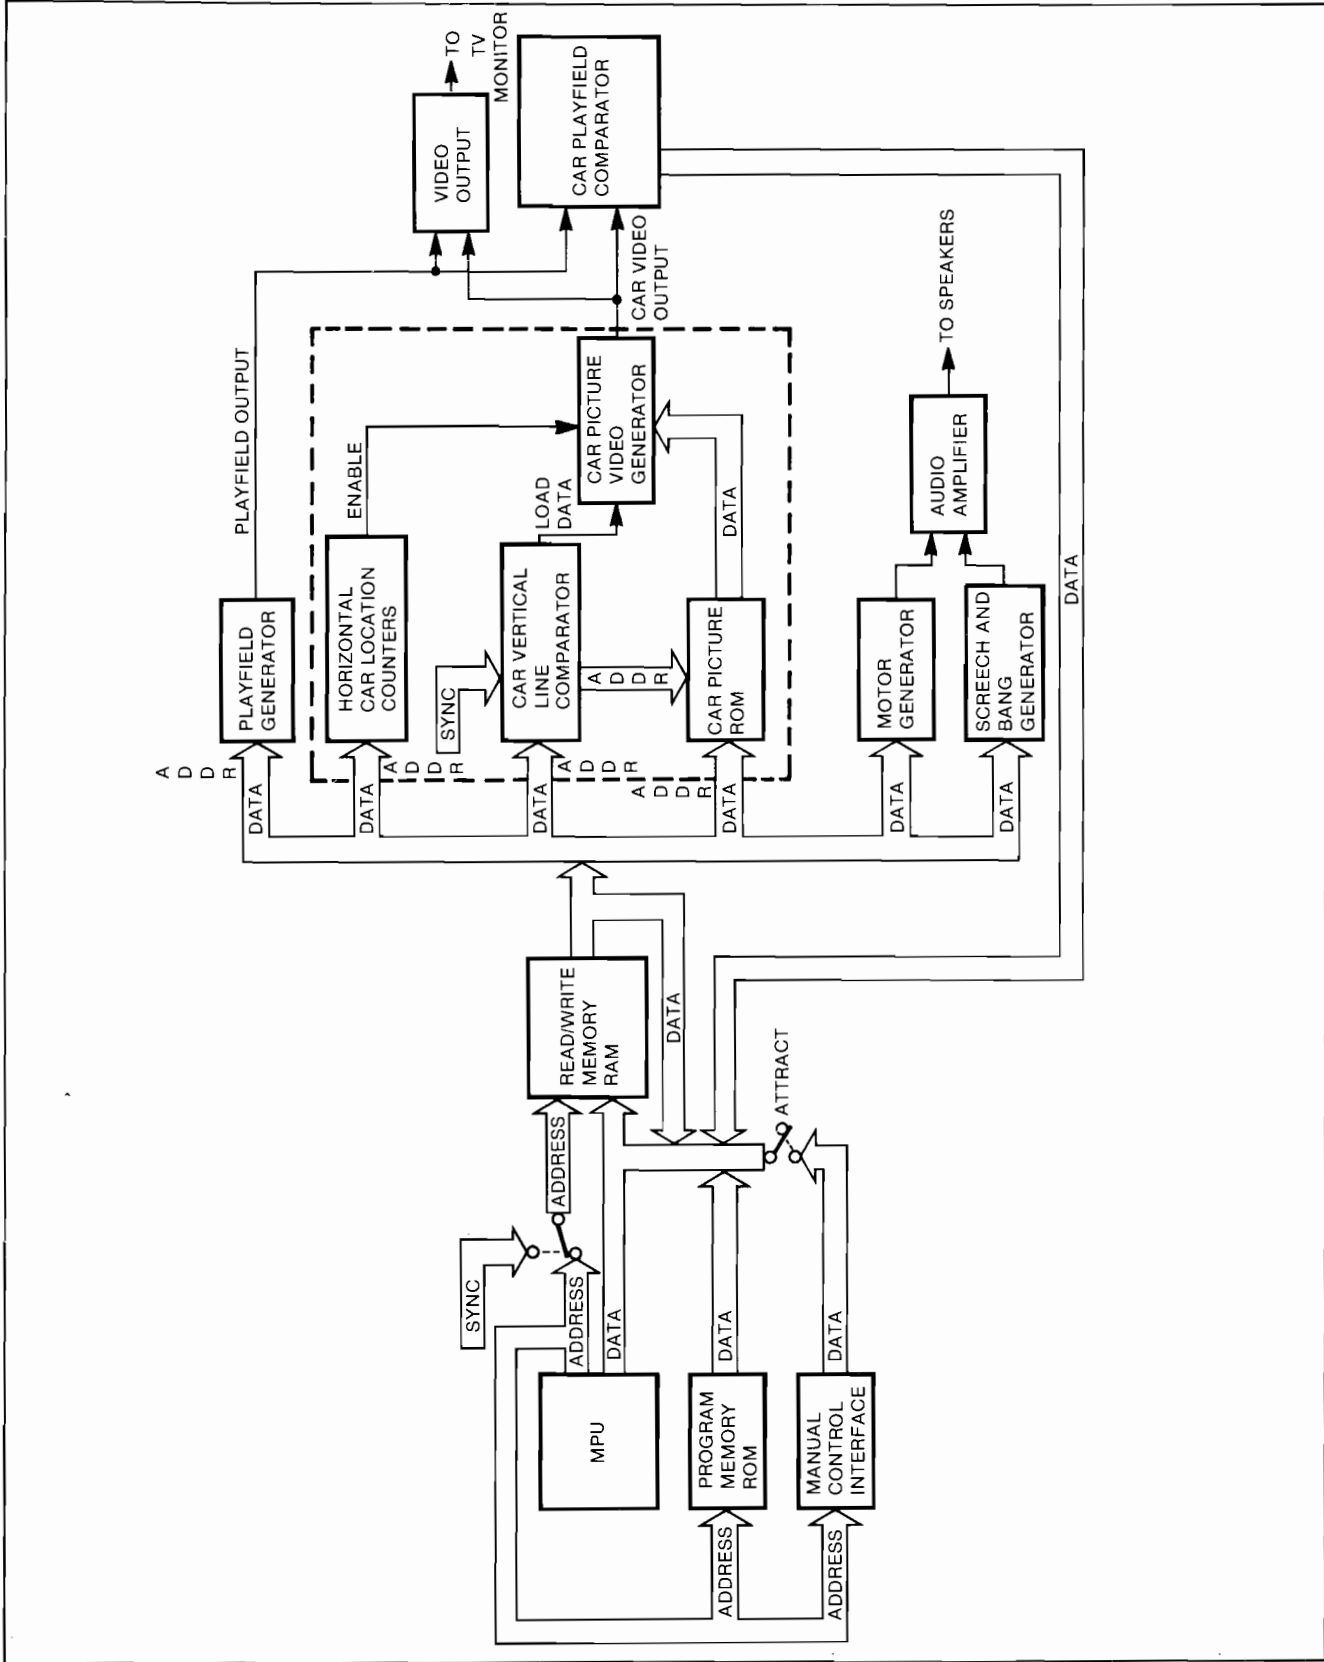 MPU
PROGRAM
MEMORY
ROM
MANUAL
CONTROL
INTERFACE
ADDRESS
ADDRESS
SYNC
ADDRESS
DATA
DATA
DATA
ADDRESS
ATTRACT
READ/WRITE
MEMORY
RAM
DATA
ADDR
DATA
DATA
ADDR
DATA
ADDR
ADDR
DATA
DATA
DATA
PLAYFIELD
GENERATOR
HORIZONTAL
CAR LOCATION
COUNTERS
SYNC
CAR VERTICAL
LINE
COMPARATOR
ADDR
CAR PICTURE
ROM
MOTOR
GENERATOR
SCREECH AND
BANG
GENERATOR
PLAYFIELD OUTPUT
ENABLE
LOAD
DATA
DATA
CAR PICTURE
VIDEO
GENERATOR
AUDIO
AMPLIFIER
TO SPEAKERS
DATA
CAR VIDEO
OUTPUT
VIDEO
OUTPUT
TO
TV
MONITOR
CAR PLAYFIELD
COMPARATOR